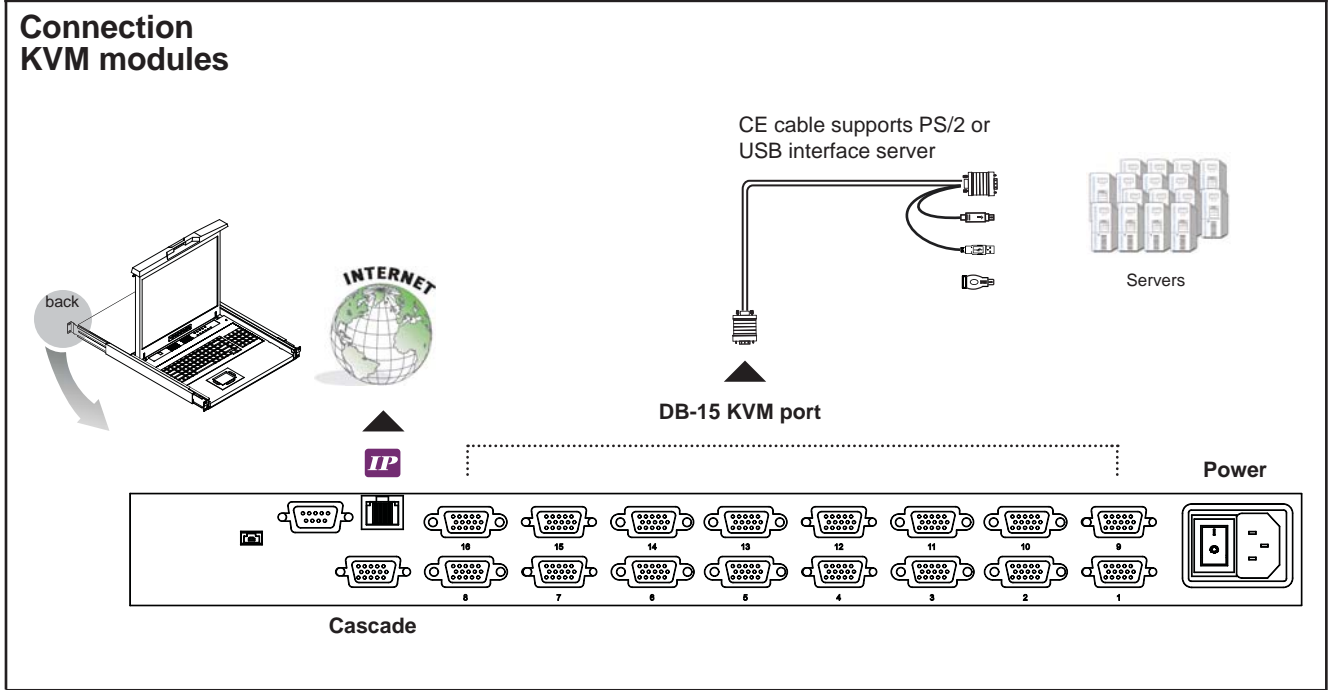 Connection
KVM modules
CE cable supports PS/2 or
USB interface server
back
INTERNET
Servers
DB-15 KVM port
IP
Power
16 15 14 13 12 11 10 9
8 7 6 5 4 3 2 1
Cascade